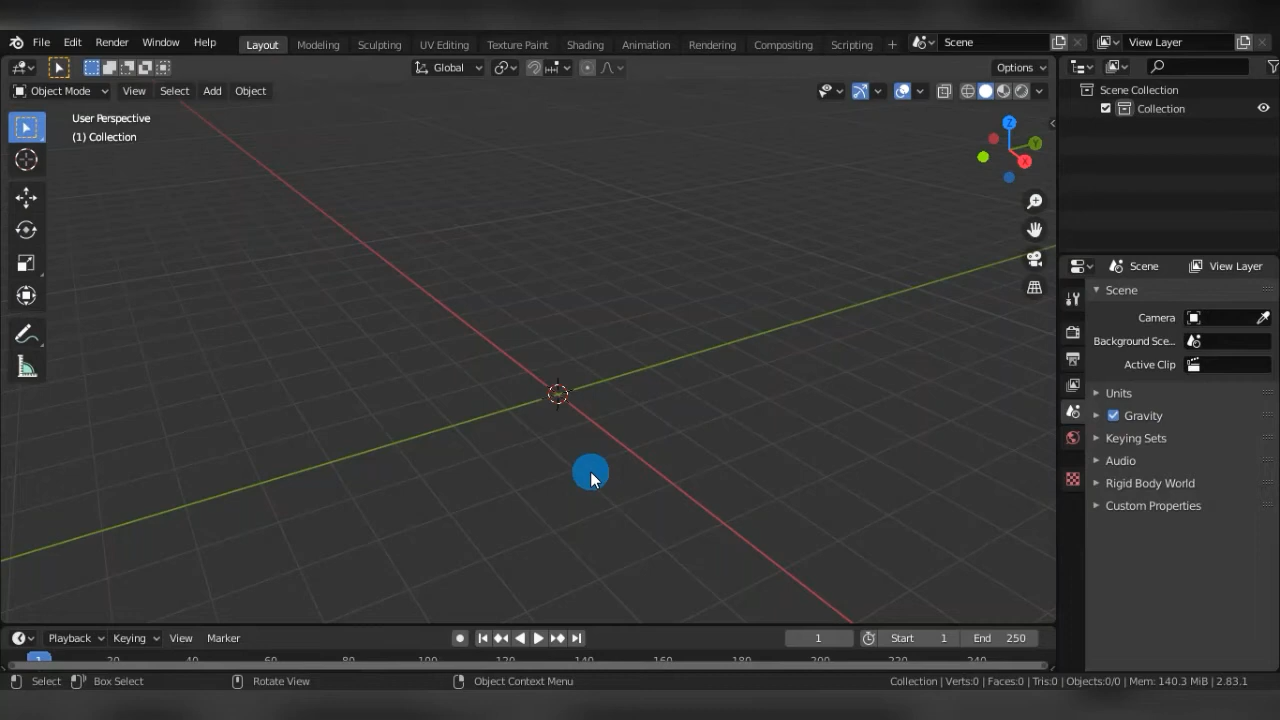 File Edit Render Window Help Layout Modeling Sculpting UV Editing Texture Paint Shading Animation Rendering Compositing Scripting + Scene View Layer
Global Options
Object Mode View Select Add Object
Scene Collection
Collection
User Perspective
(1) Collection
Z
Y
X
Scene View Layer
Scene
Camera
Background Sce...
Active Clip
Units
Gravity
Keying Sets
Audio
Rigid Body World
Custom Properties
Playback Keying View Marker 1 Start 1 End 250
1 20 40 60 80 100 120 140 160 180 200 220 240
Select Box Select Rotate View Object Context Menu Collection | Verts:0 | Faces:0 | Tris:0 | Objects:0/0 | Mem: 140.3 MiB | 2.83.1